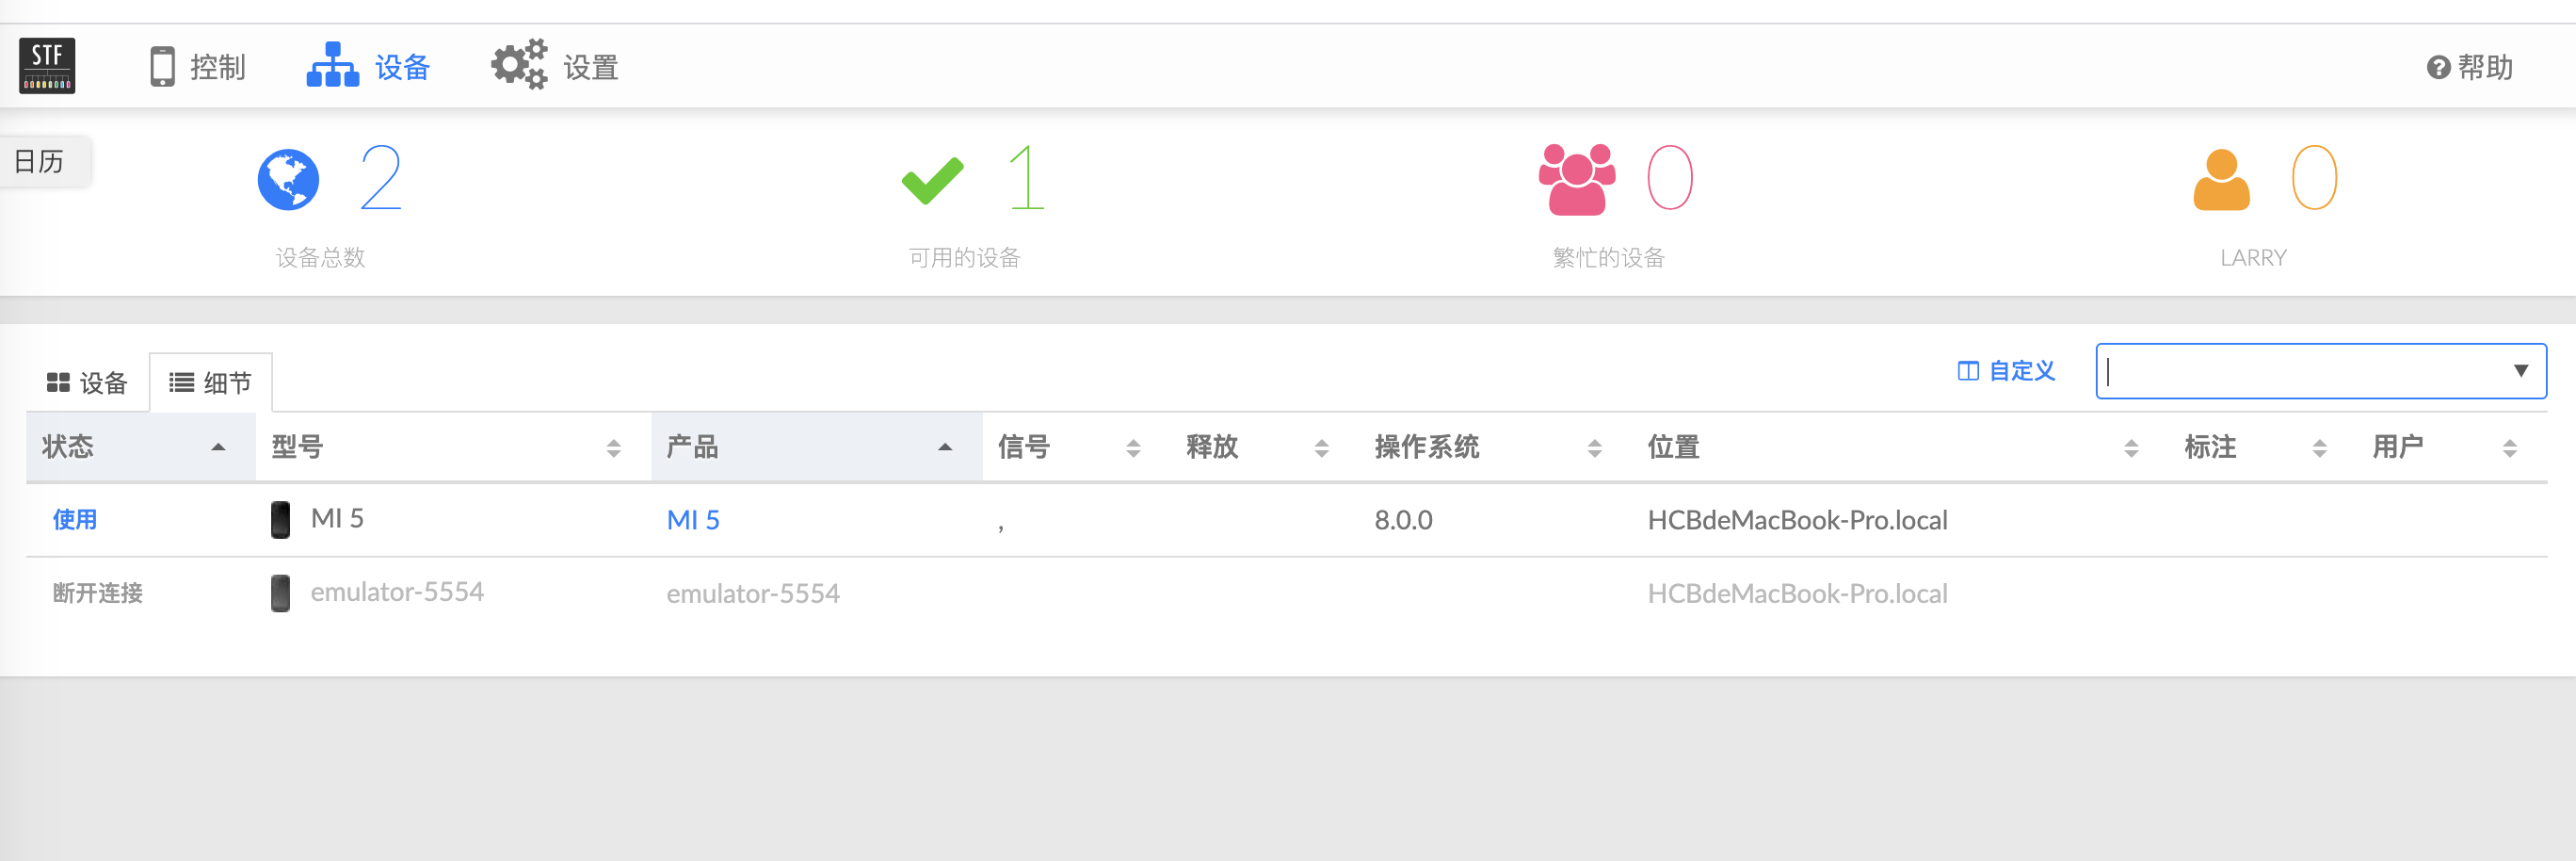 STF 控制 设备 设置 帮助
日历
2 1 0 0
设备总数 可用的设备 繁忙的设备 LARRY
设备 细节 自定义
状态 型号 产品 信号 释放 操作系统 位置 标注 用户
使用 MI 5 MI 5 , 8.0.0 HCBdeMacBook-Pro.local
断开连接 emulator-5554 emulator-5554 HCBdeMacBook-Pro.local